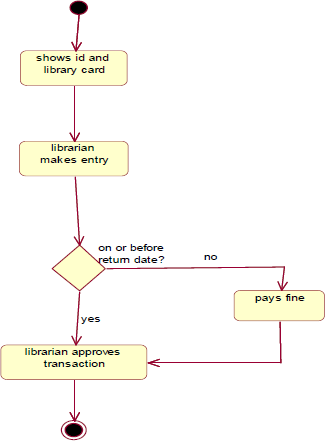 shows id and
library card
librarian
makes entry
on or before
return date?
no
pays fine
yes
librarian approves
transaction